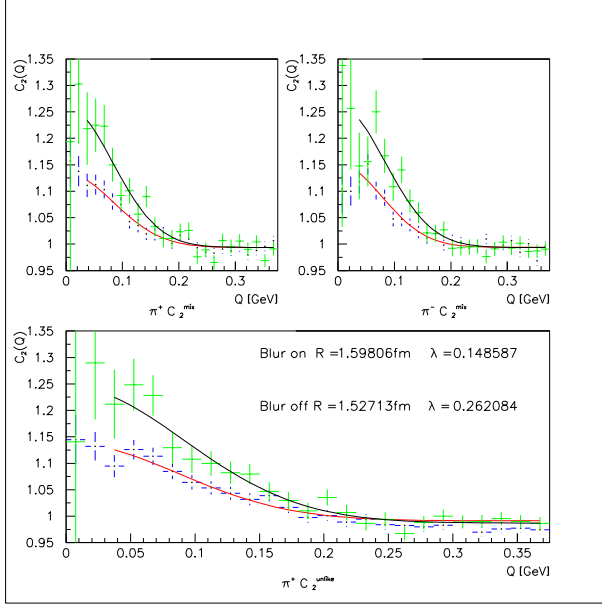 C2(Q) C2(Q)
1.35 1.35
1.3 1.3
1.25 1.25
1.2 1.2
1.15 1.15
1.1 1.1
1.05 1.05
1 1
0.95 0.95
0 0.1 0.2 0.3 0 0.1 0.2 0.3
Q [GeV] Q [GeV]
π+ C2mix π− C2mix
C2(Q)
1.35
1.3
1.25
1.2
1.15
1.1
1.05
1
0.95
Blur on R =1.59806fm λ =0.148587
Blur off R =1.52713fm λ =0.262084
0 0.05 0.1 0.15 0.2 0.25 0.3 0.35
Q [GeV]
π+ C2unlike